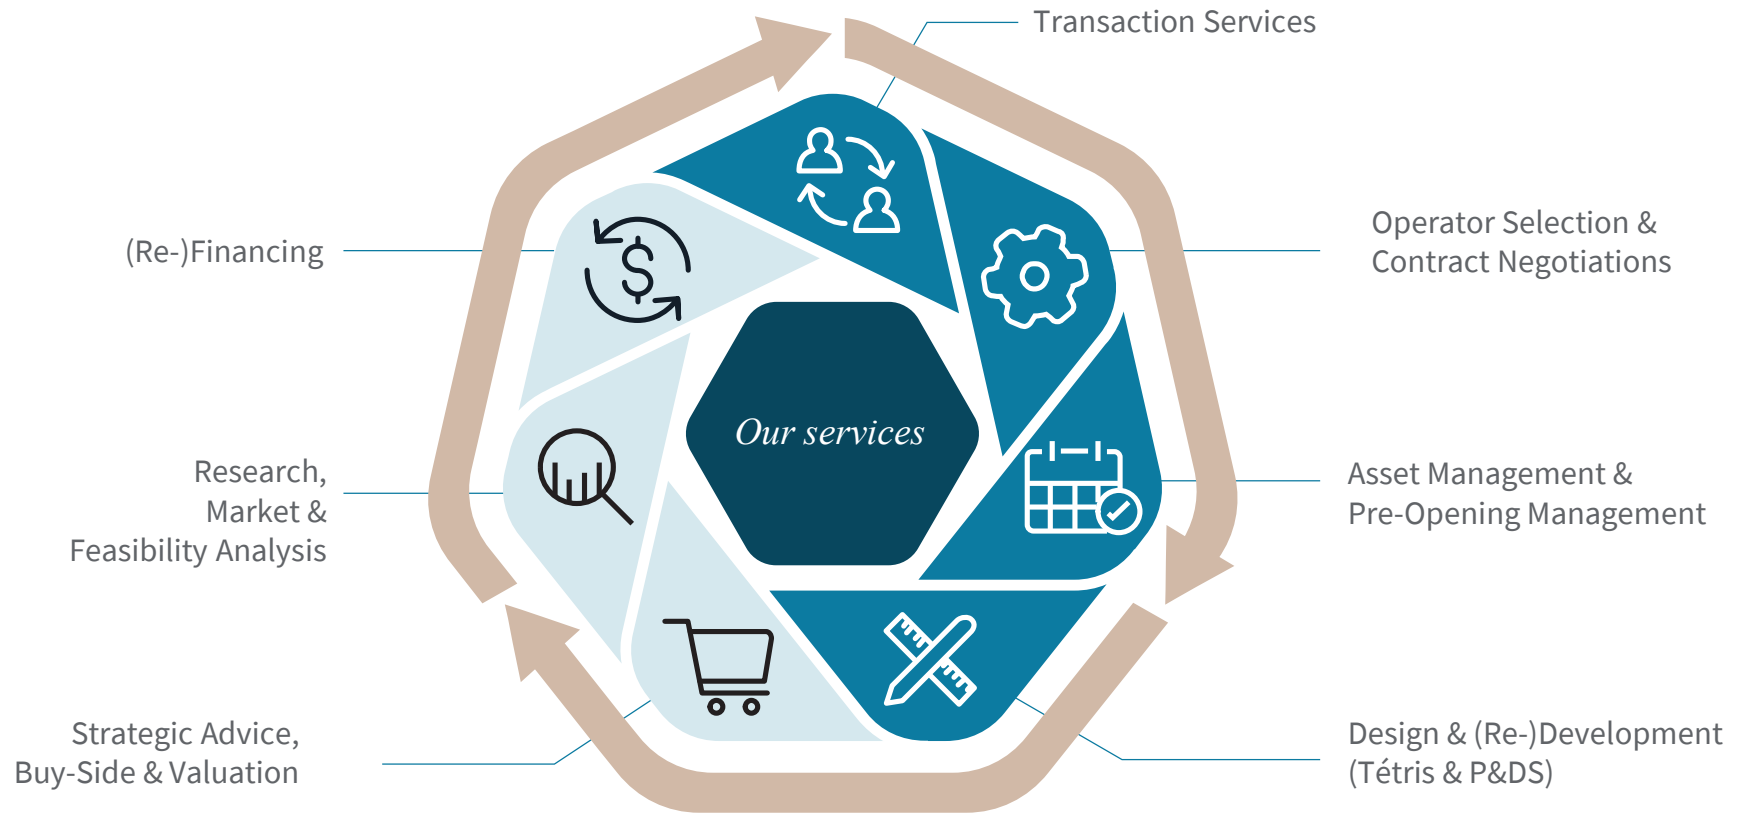 Transaction Services
Operator Selection &
Contract Negotiations
Asset Management &
Pre-Opening Management
Design & (Re-)Development
(Tétris & P&DS)
Strategic Advice,
Buy-Side & Valuation
Research,
Market &
Feasibility Analysis
(Re-)Financing
Our services